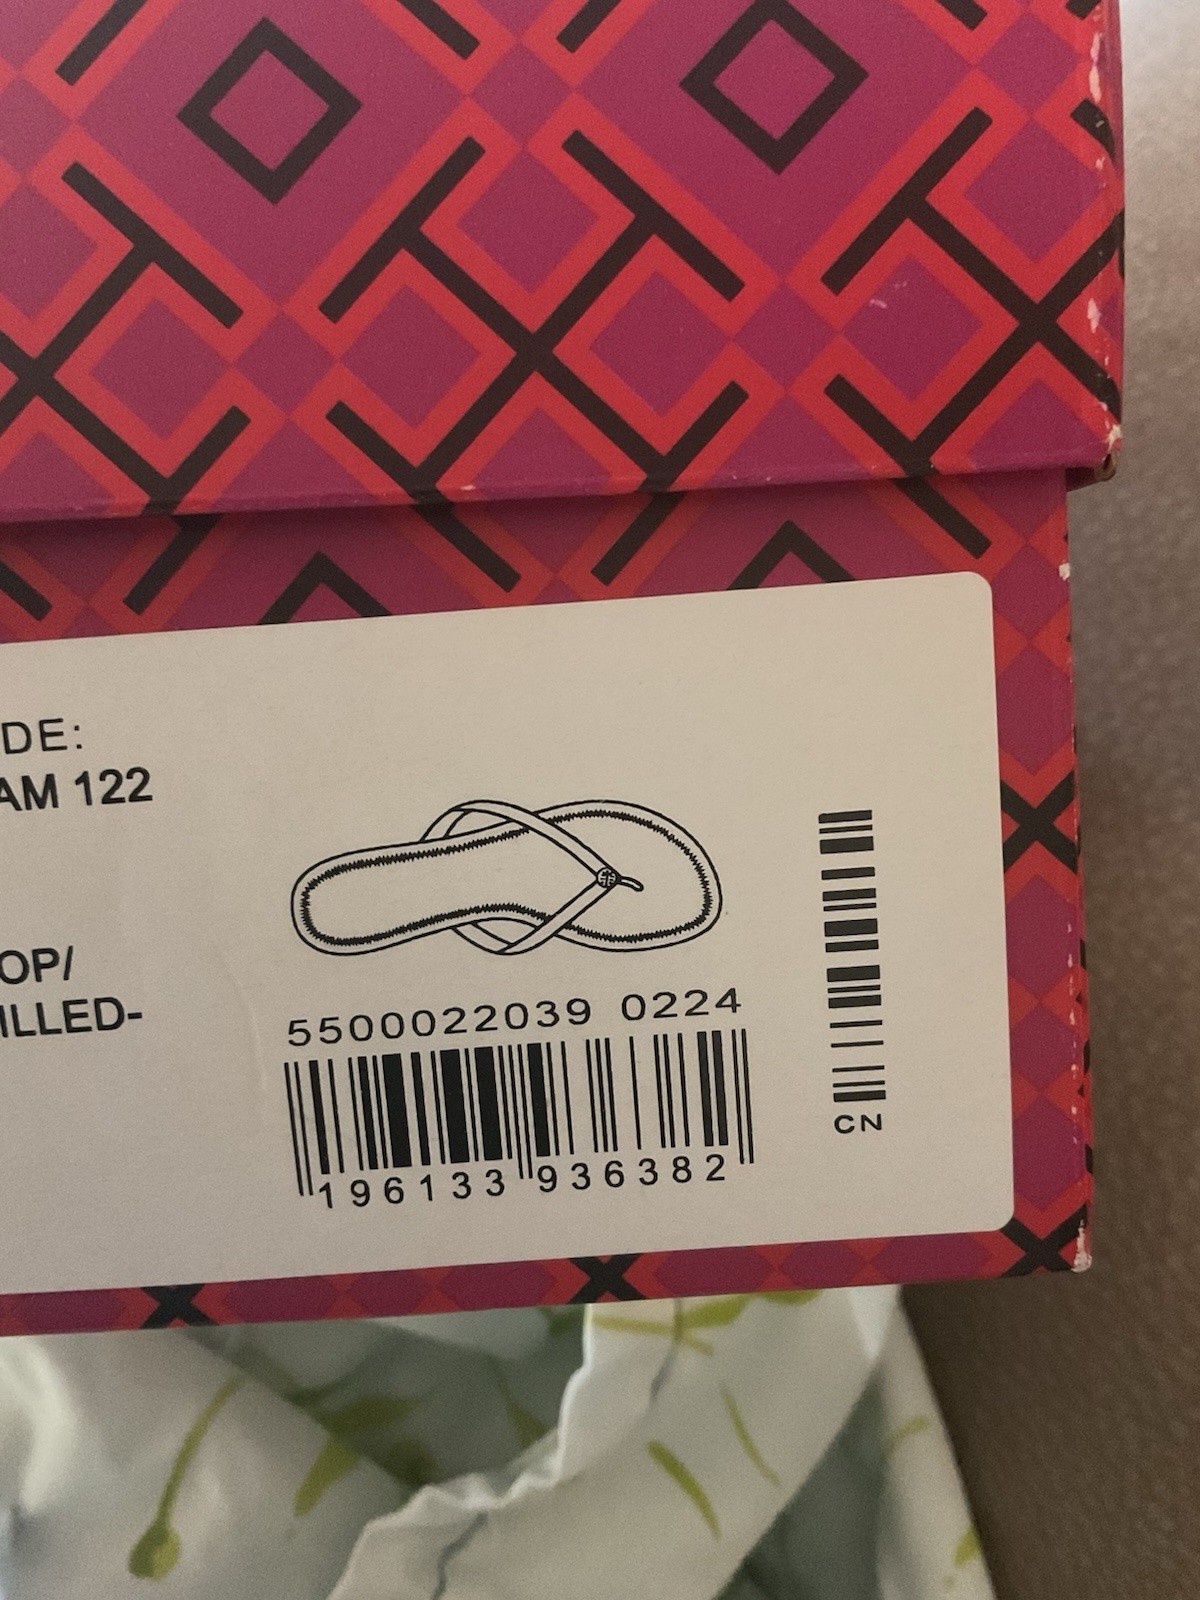 DE:
AM 122
OP/
ILLED-
5500022039 0224
196133 936382
CN